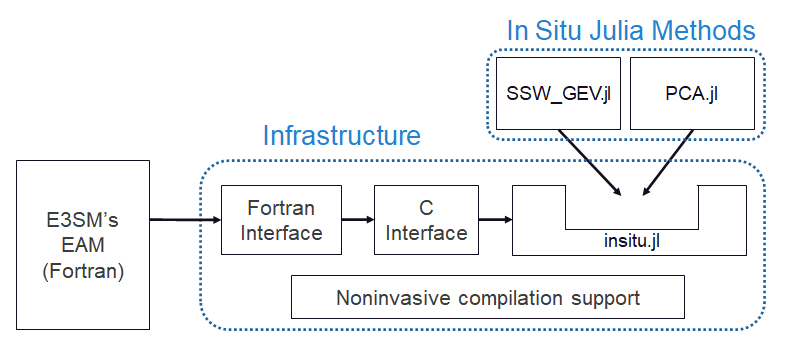 In Situ Julia Methods
SSW_GEV.jl
PCA.jl
Infrastructure
E3SM's
EAM
(Fortran)
Fortran
Interface
C
Interface
insitu.jl
Noninvasive compilation support